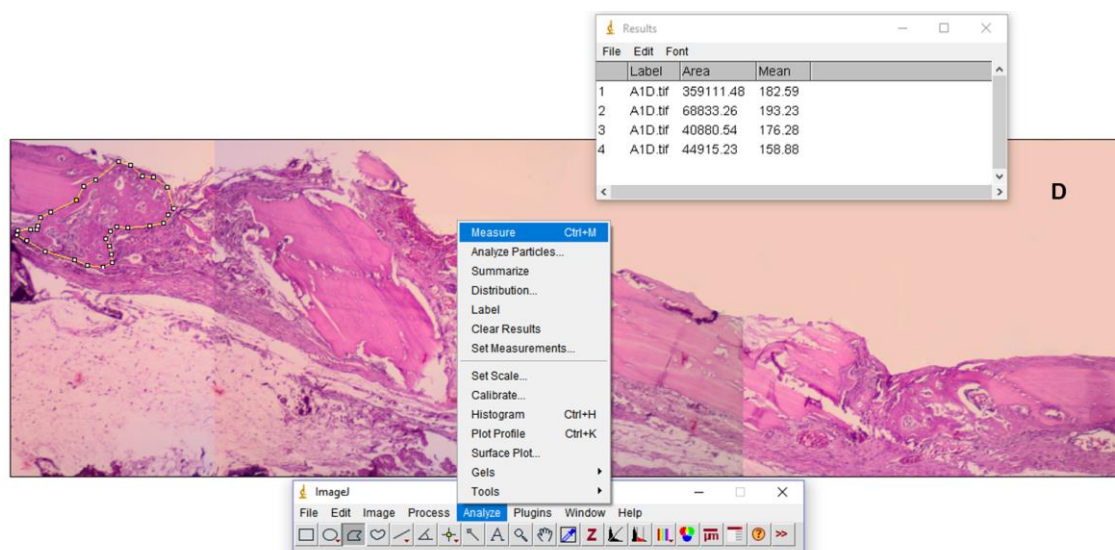 Results
File Edit Font
Label Area Mean
1 A1D.tif 359111.48 182.59
2 A1D.tif 68833.26 193.23
3 A1D.tif 40880.54 176.28
4 A1D.tif 44915.23 158.88
D
Measure Ctrl+M
Analyze Particles...
Summarize
Distribution...
Label
Clear Results
Set Measurements...
Set Scale...
Calibrate...
Histogram Ctrl+H
Plot Profile Ctrl+K
Surface Plot...
Gels
Tools
ImageJ
File Edit Image Process Analyze Plugins Window Help
A Z µm ? >>